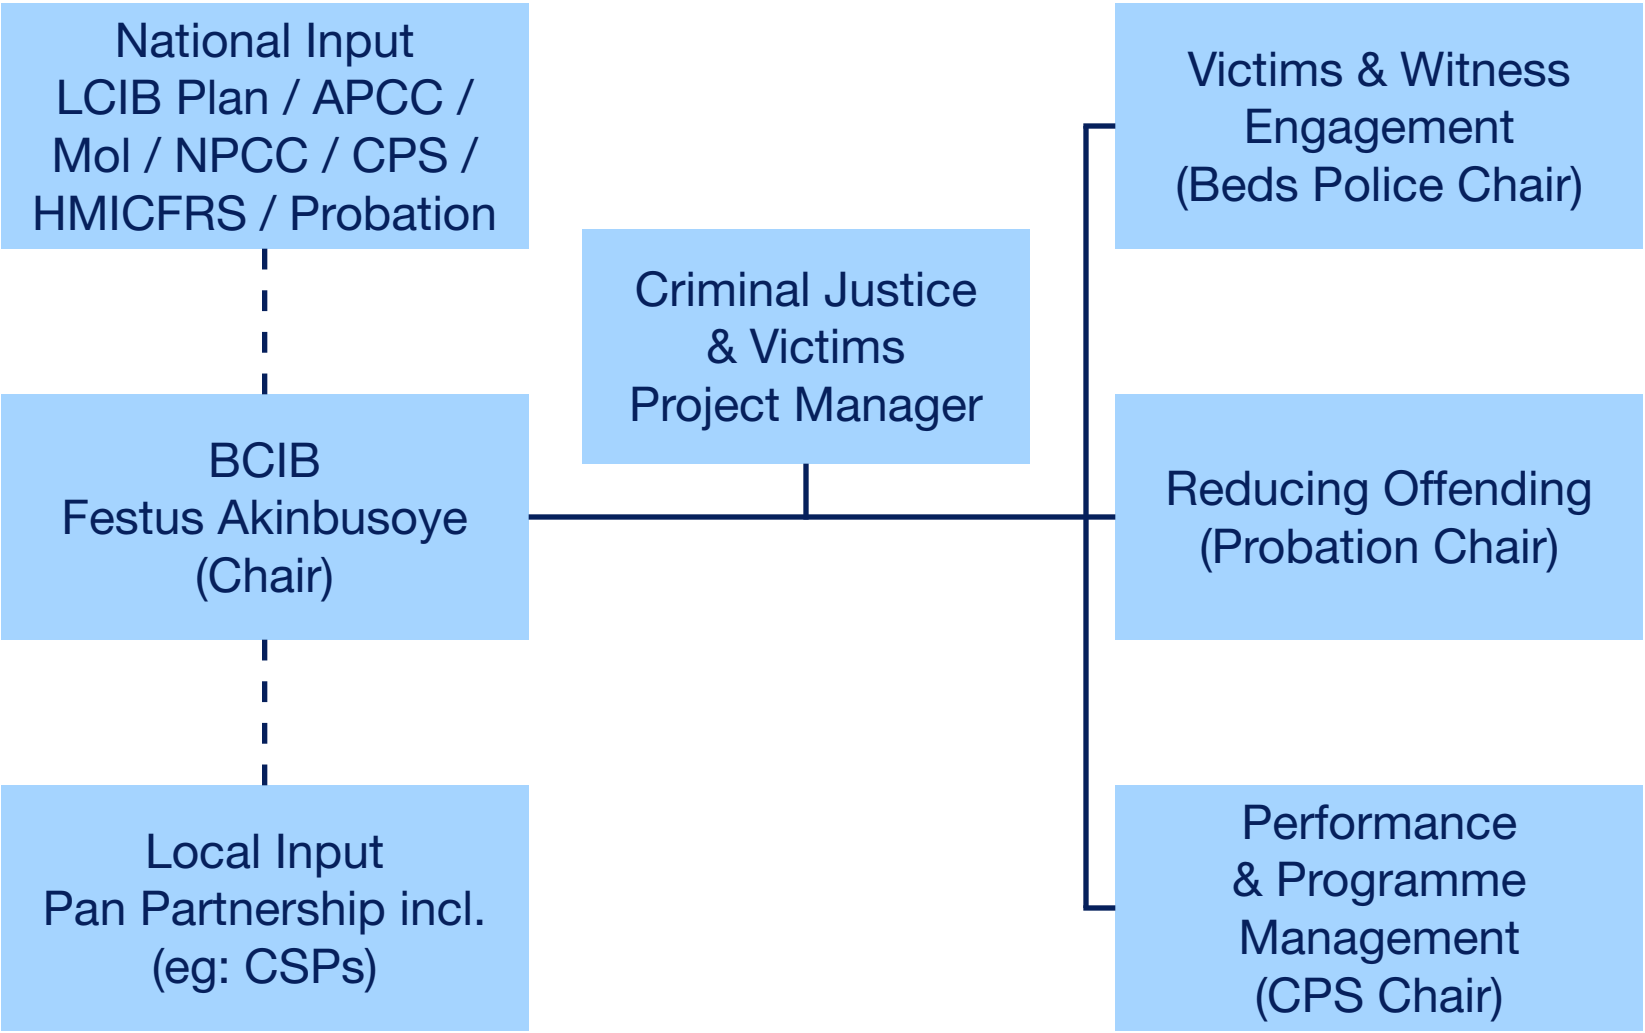 National Input
LCIB Plan / APCC /
Mol / NPCC / CPS /
HMICFRS / Probation
BCIB
Festus Akinbusoye
(Chair)
Local Input
Pan Partnership incl.
(eg: CSPs)
Criminal Justice
& Victims
Project Manager
Victims & Witness
Engagement
(Beds Police Chair)
Reducing Offending
(Probation Chair)
Performance
& Programme
Management
(CPS Chair)